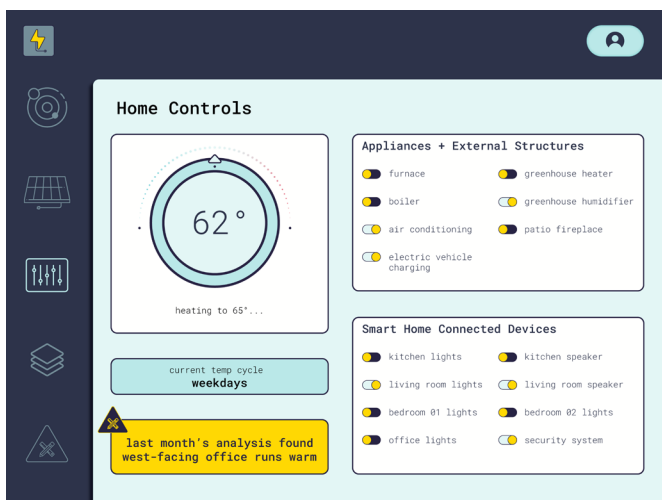 Home Controls
62°
heating to 65°...
current temp cycle
weekdays
last month's analysis found
west-facing office runs warm
Appliances + External Structures
furnace
greenhouse heater
boiler
greenhouse humidifier
air conditioning
patio fireplace
electric vehicle
charging
Smart Home Connected Devices
kitchen lights
kitchen speaker
living room lights
living room speaker
bedroom 01 lights
bedroom 02 lights
office lights
security system